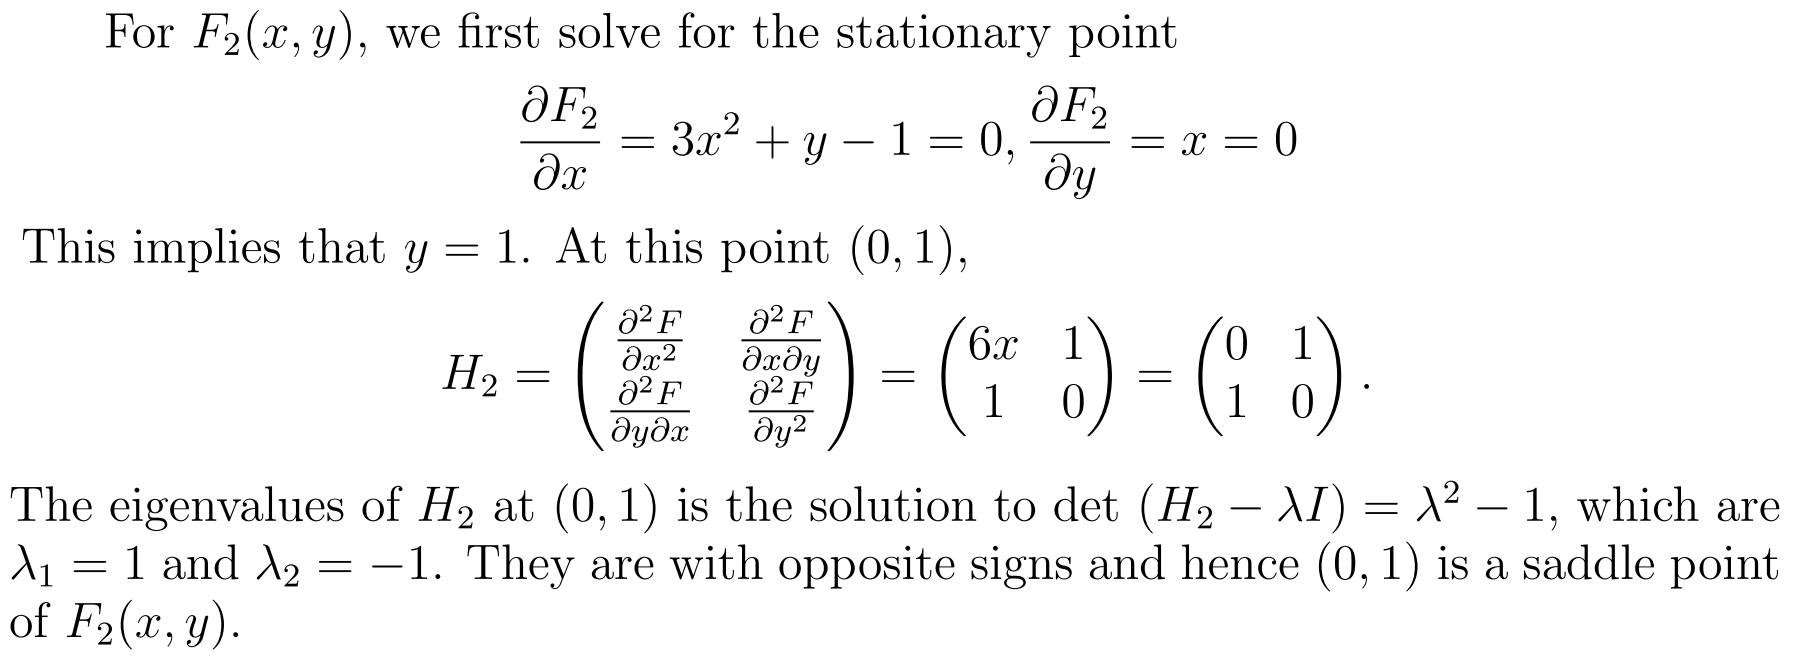 For $F_2(x, y)$, we first solve for the stationary point
$$\frac{\partial F_2}{\partial x} = 3x^2 + y - 1 = 0, \frac{\partial F_2}{\partial y} = x = 0$$
This implies that $y = 1$. At this point $(0, 1)$,
$$H_2 = \begin{pmatrix} \frac{\partial^2 F}{\partial x^2} & \frac{\partial^2 F}{\partial x \partial y} \\ \frac{\partial^2 F}{\partial y \partial x} & \frac{\partial^2 F}{\partial y^2} \end{pmatrix} = \begin{pmatrix} 6x & 1 \\ 1 & 0 \end{pmatrix} = \begin{pmatrix} 0 & 1 \\ 1 & 0 \end{pmatrix}.$$
The eigenvalues of $H_2$ at $(0, 1)$ is the solution to det $(H_2 - \lambda I) = \lambda^2 - 1$, which are
$\lambda_1 = 1$ and $\lambda_2 = -1$. They are with opposite signs and hence $(0, 1)$ is a saddle point
of $F_2(x, y)$.